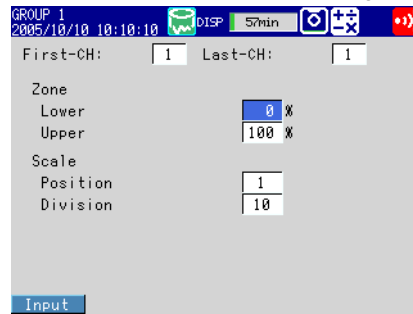 GROUP 1
2005/10/10 10:10:10 DISP 57min
First-CH: 1 Last-CH: 1
Zone
Lower 0 %
Upper 100 %
Scale
Position 1
Division 10
Input